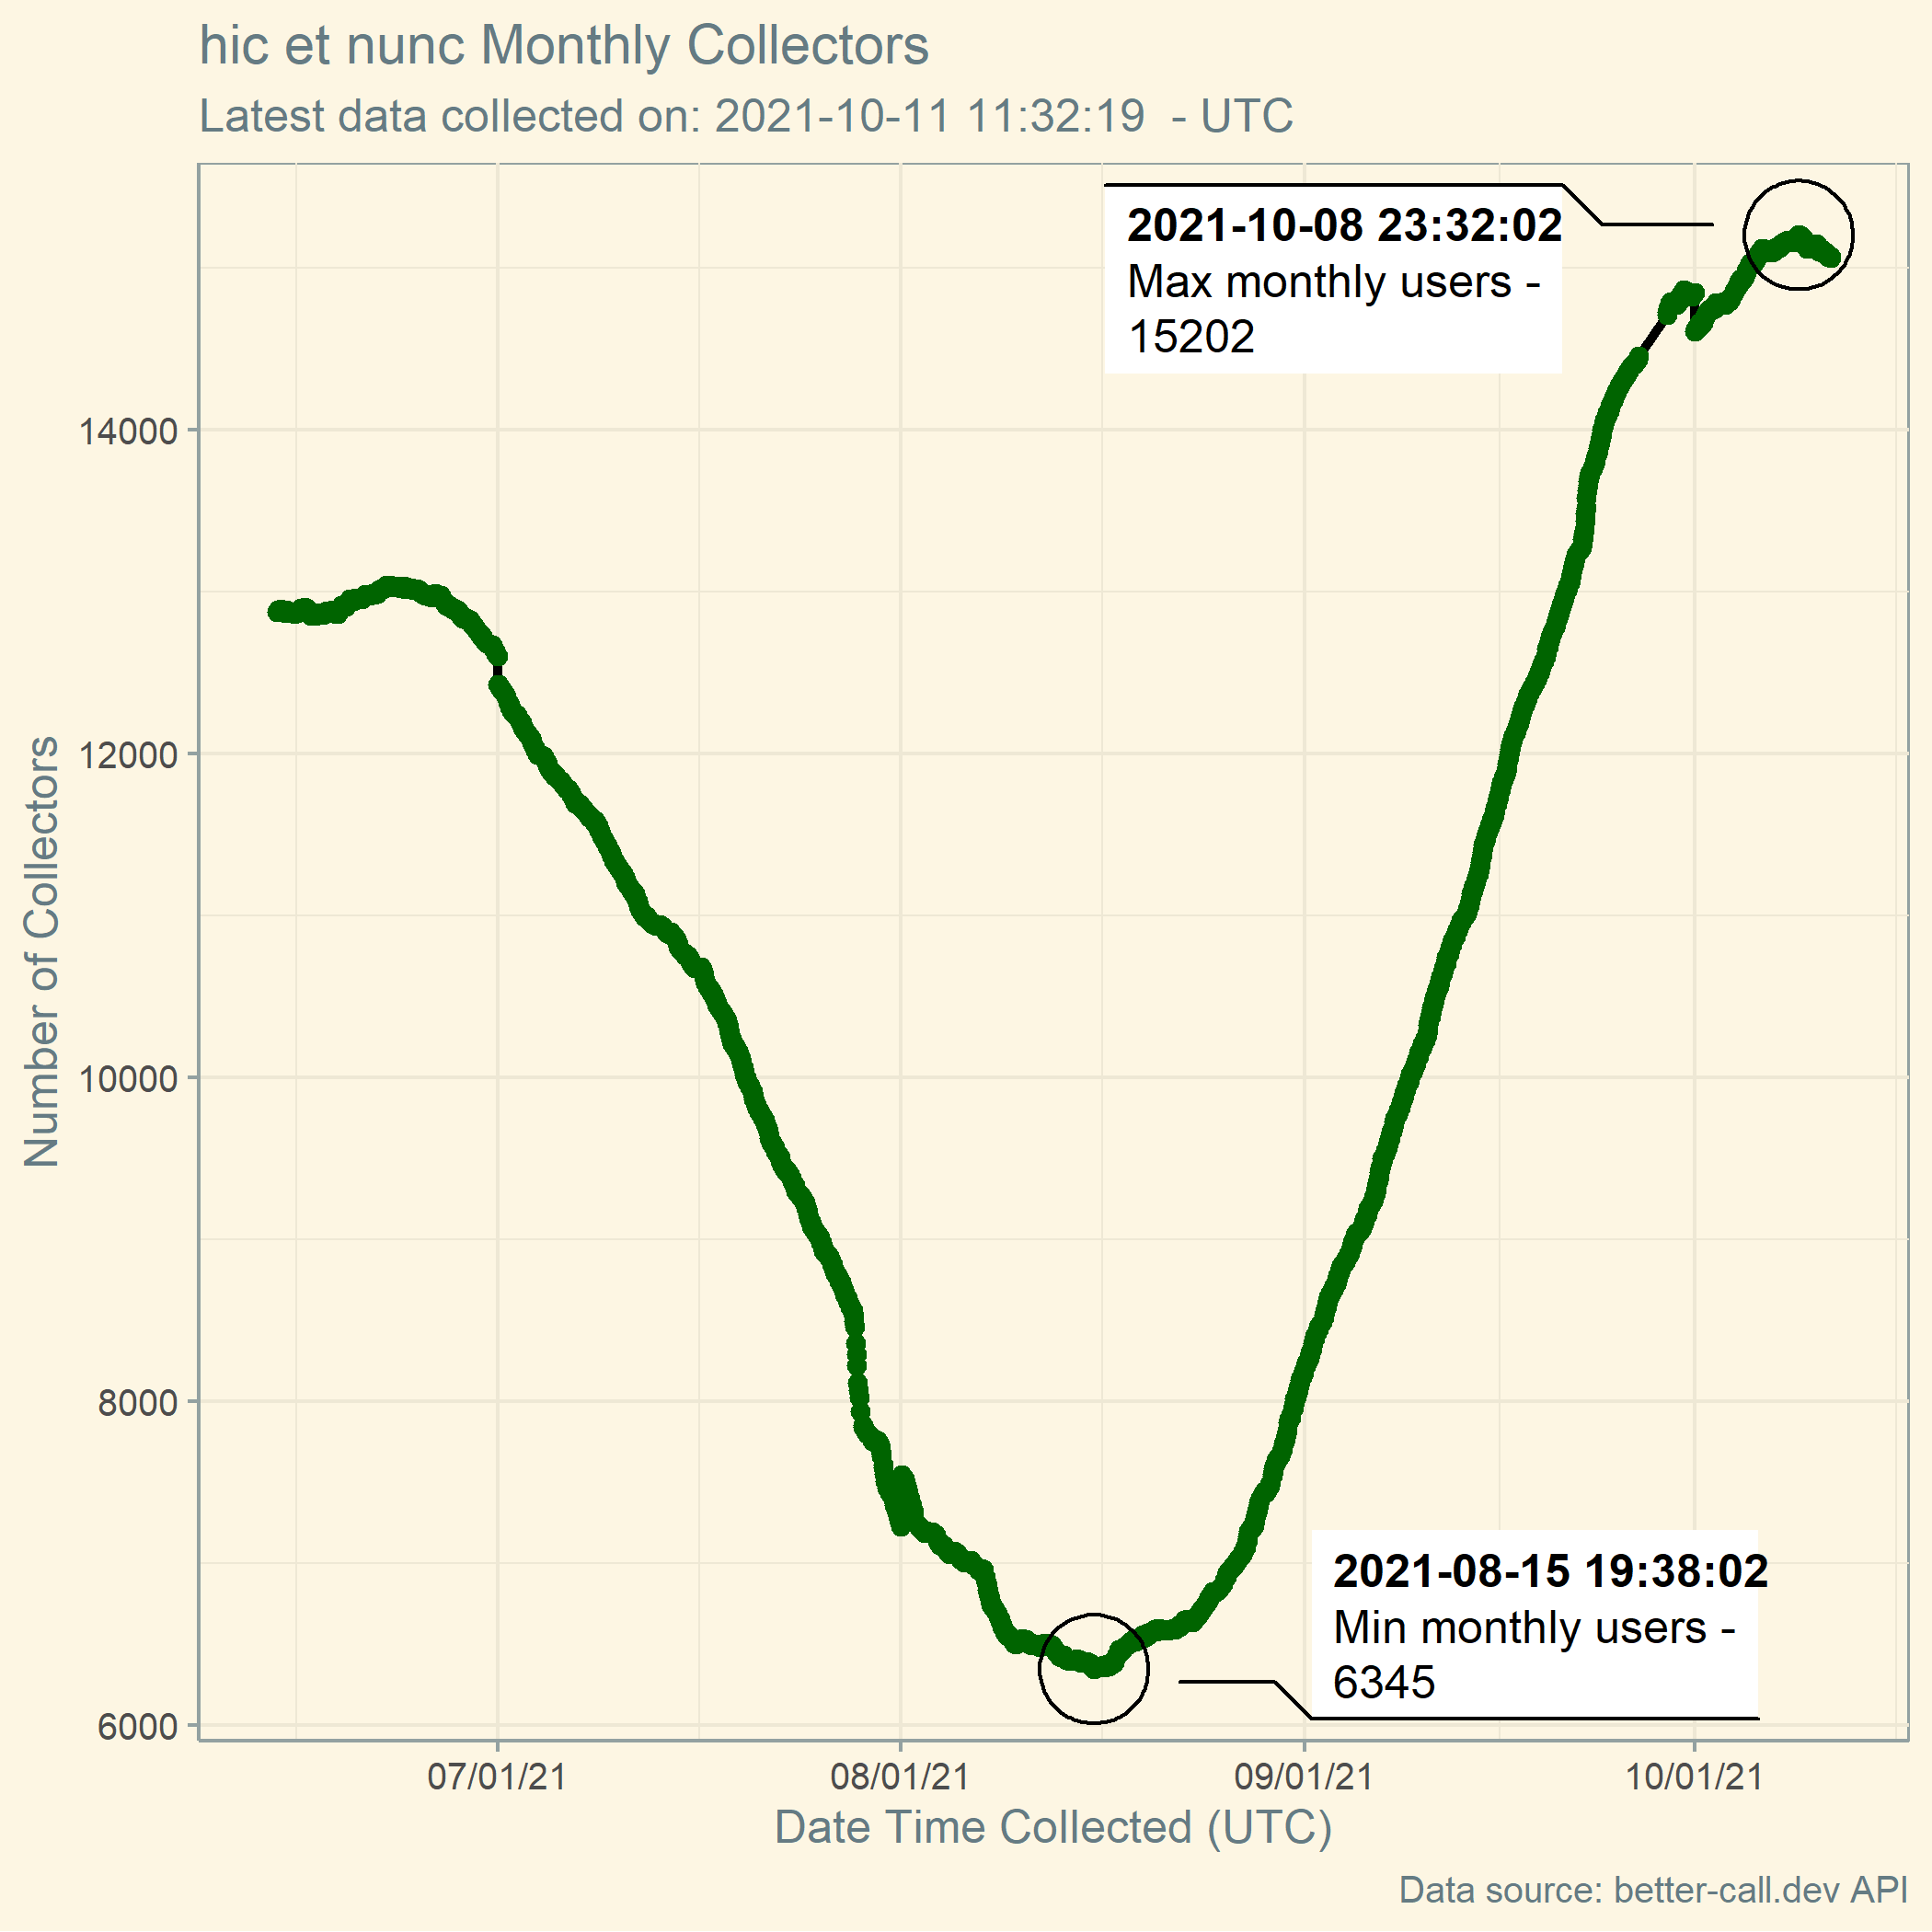 hic et nunc Monthly Collectors
Latest data collected on: 2021-10-11 11:32:19  - UTC
2021-10-08 23:32:02
Max monthly users -
15202
14000
12000
10000
8000
6000
Number of Collectors
2021-08-15 19:38:02
Min monthly users -
6345
07/01/21
08/01/21
09/01/21
10/01/21
Date Time Collected (UTC)
Data source: better-call.dev API